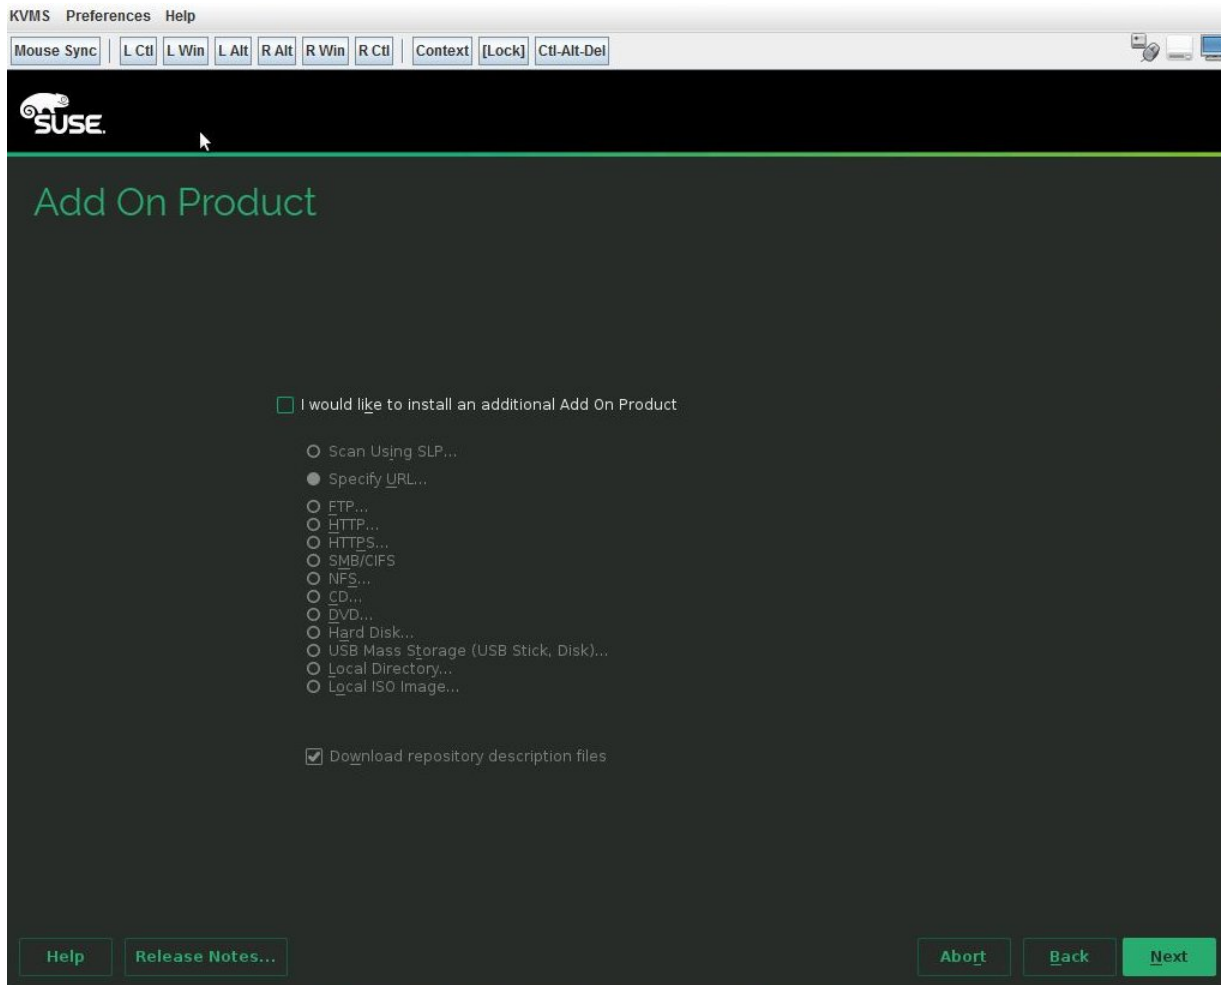 KVMS Preferences Help
Mouse Sync L Ctl L Win L Alt R Alt R Win R Ctl Context [Lock] Ctl-Alt-Del
SUSE.
Add On Product
I would like to install an additional Add On Product
Scan Using SLP...
Specify URL...
FTP...
HTTP...
HTTPS...
SMB/CIFS
NFS...
CD...
DVD...
Hard Disk...
USB Mass Storage (USB Stick, Disk)...
Local Directory...
Local ISO Image...
Download repository description files
Help Release Notes... Abort Back Next